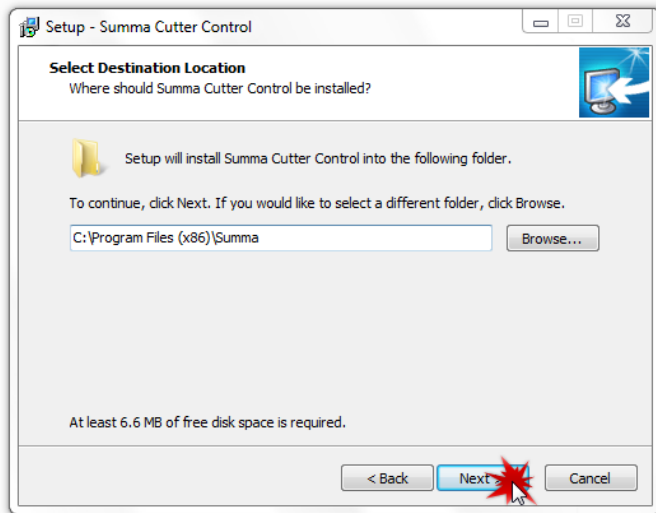 Setup - Summa Cutter Control
Select Destination Location
Where should Summa Cutter Control be installed?
Setup will install Summa Cutter Control into the following folder.
To continue, click Next. If you would like to select a different folder, click Browse.
C:\Program Files (x86)\Summa
Browse...
At least 6.6 MB of free disk space is required.
< Back
Next
Cancel